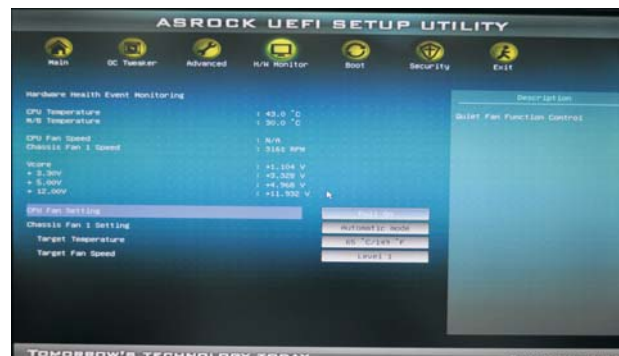 ASROCK UEFI SETUP UTILITY
Main OC Tweaker Advanced H/W Monitor Boot Security Exit
Hardware Health Event Monitoring
Description
CPU Temperature : 43.0 °C
Quiet Fan Function Control
M/B Temperature : 30.0 °C
CPU Fan Speed : N/A
Chassis Fan 1 Speed : 3161 RPM
Vcore : +1.104 V
+ 3.30V : +3.328 V
+ 5.00V : +4.968 V
+ 12.00V : +11.932 V
CPU Fan Setting
Chassis Fan 1 Setting Automatic Mode
Target Temperature 65 °C/149 °F
Target Fan Speed Level 1
TOMORROW'S TECHNOLOGY TODAY